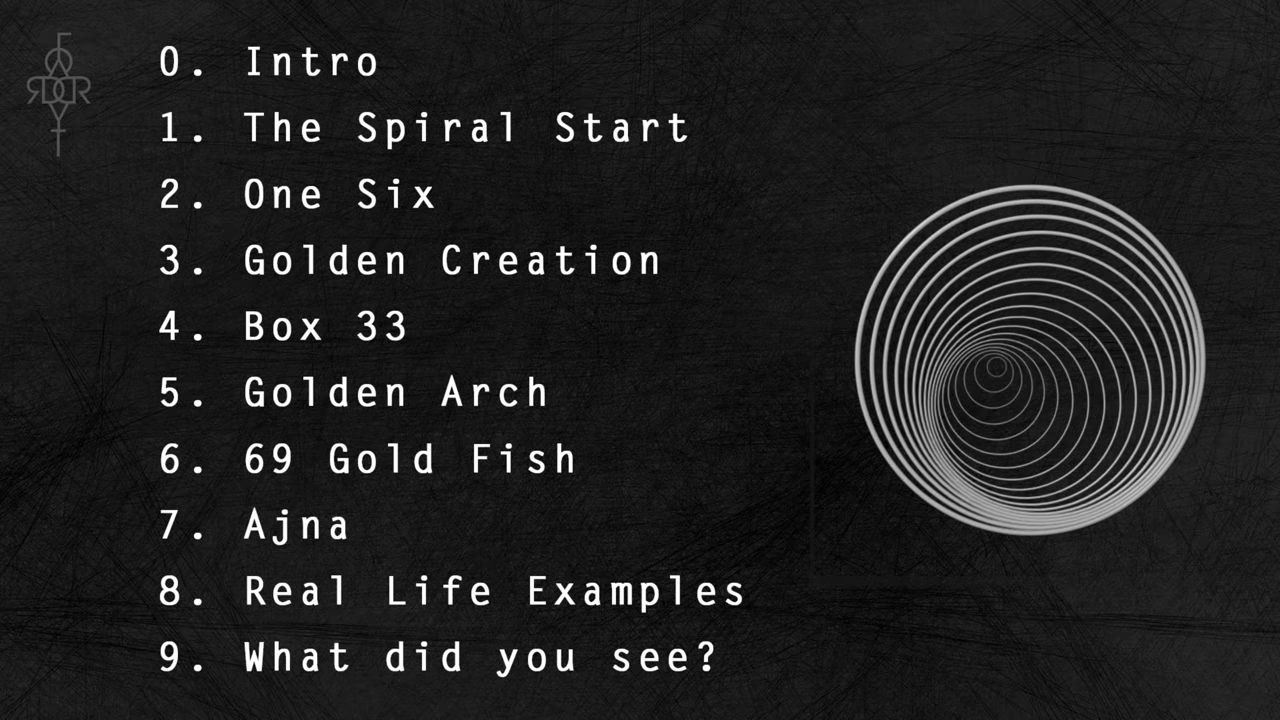 0. Intro
1. The Spiral Start
2. One Six
3. Golden Creation
4. Box 33
5. Golden Arch
6. 69 Gold Fish
7. Ajna
8. Real Life Examples
9. What did you see?